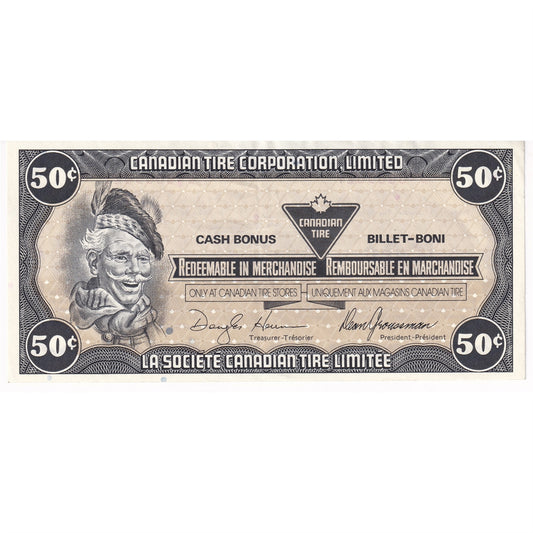 CANADIAN TIRE CORPORATION, LIMITED
50¢ 50¢
CANADIAN
TIRE
CASH BONUS BILLET-BONI
REDEEMABLE IN MERCHANDISE REMBOURSABLE EN MARCHANDISE
ONLY AT CANADIAN TIRE STORES UNIQUEMENT AUX MAGASINS CANADIAN TIRE
Dean Groussman
Treasurer-Trésorier President-Président
50¢ 50¢
LA SOCIÉTÉ CANADIAN TIRE LIMITÉE